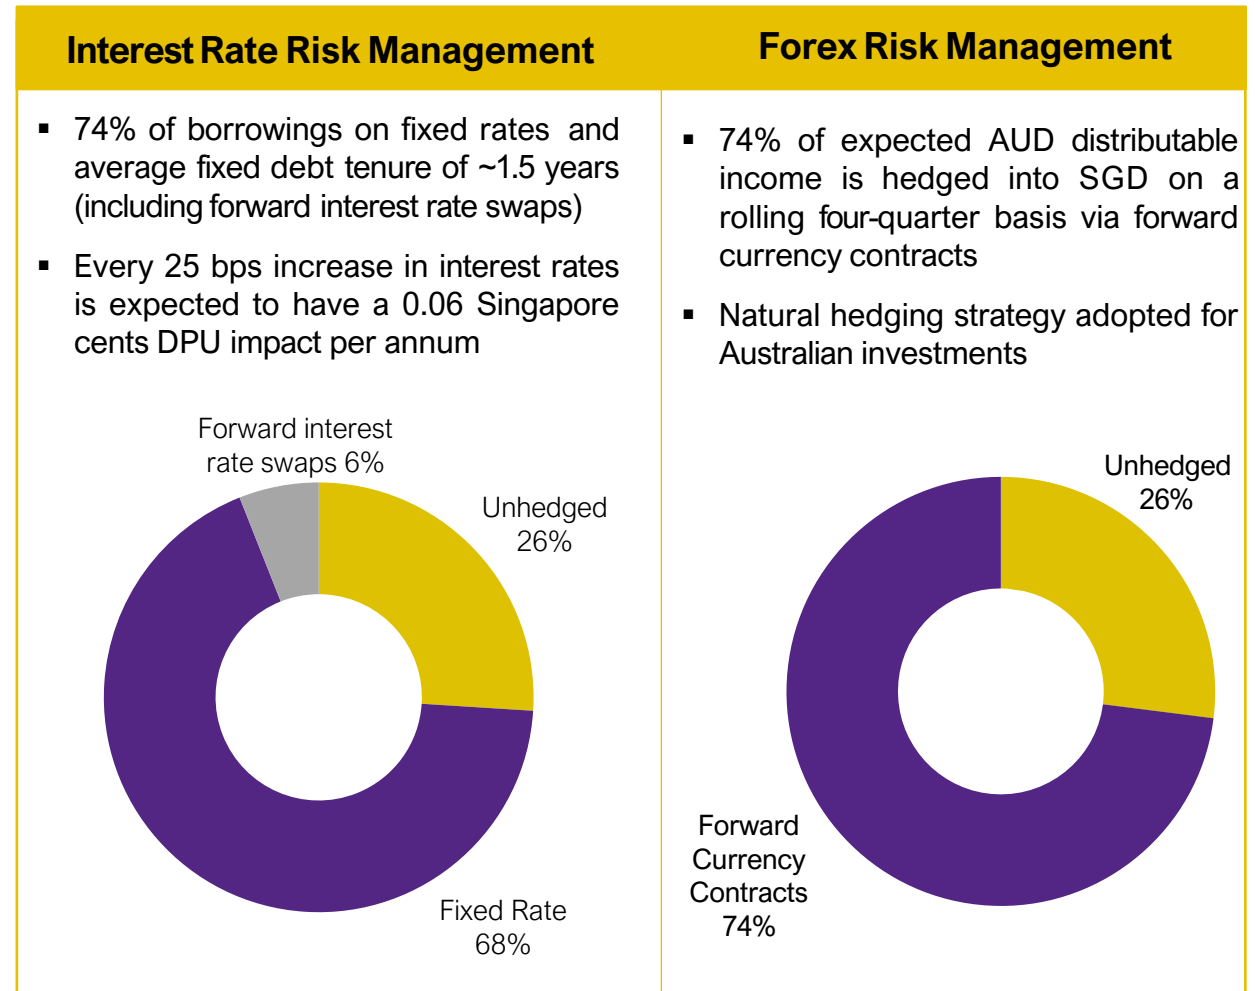 Interest Rate Risk Management
▪ 74% of borrowings on fixed rates and
average fixed debt tenure of ~1.5 years
(including forward interest rate swaps)
▪ Every 25 bps increase in interest rates
is expected to have a 0.06 Singapore
cents DPU impact per annum
Forward interest
rate swaps 6%
Unhedged
26%
Fixed Rate
68%
Forex Risk Management
▪ 74% of expected AUD distributable
income is hedged into SGD on a
rolling four-quarter basis via forward
currency contracts
▪ Natural hedging strategy adopted for
Australian investments
Unhedged
26%
Forward
Currency
Contracts
74%